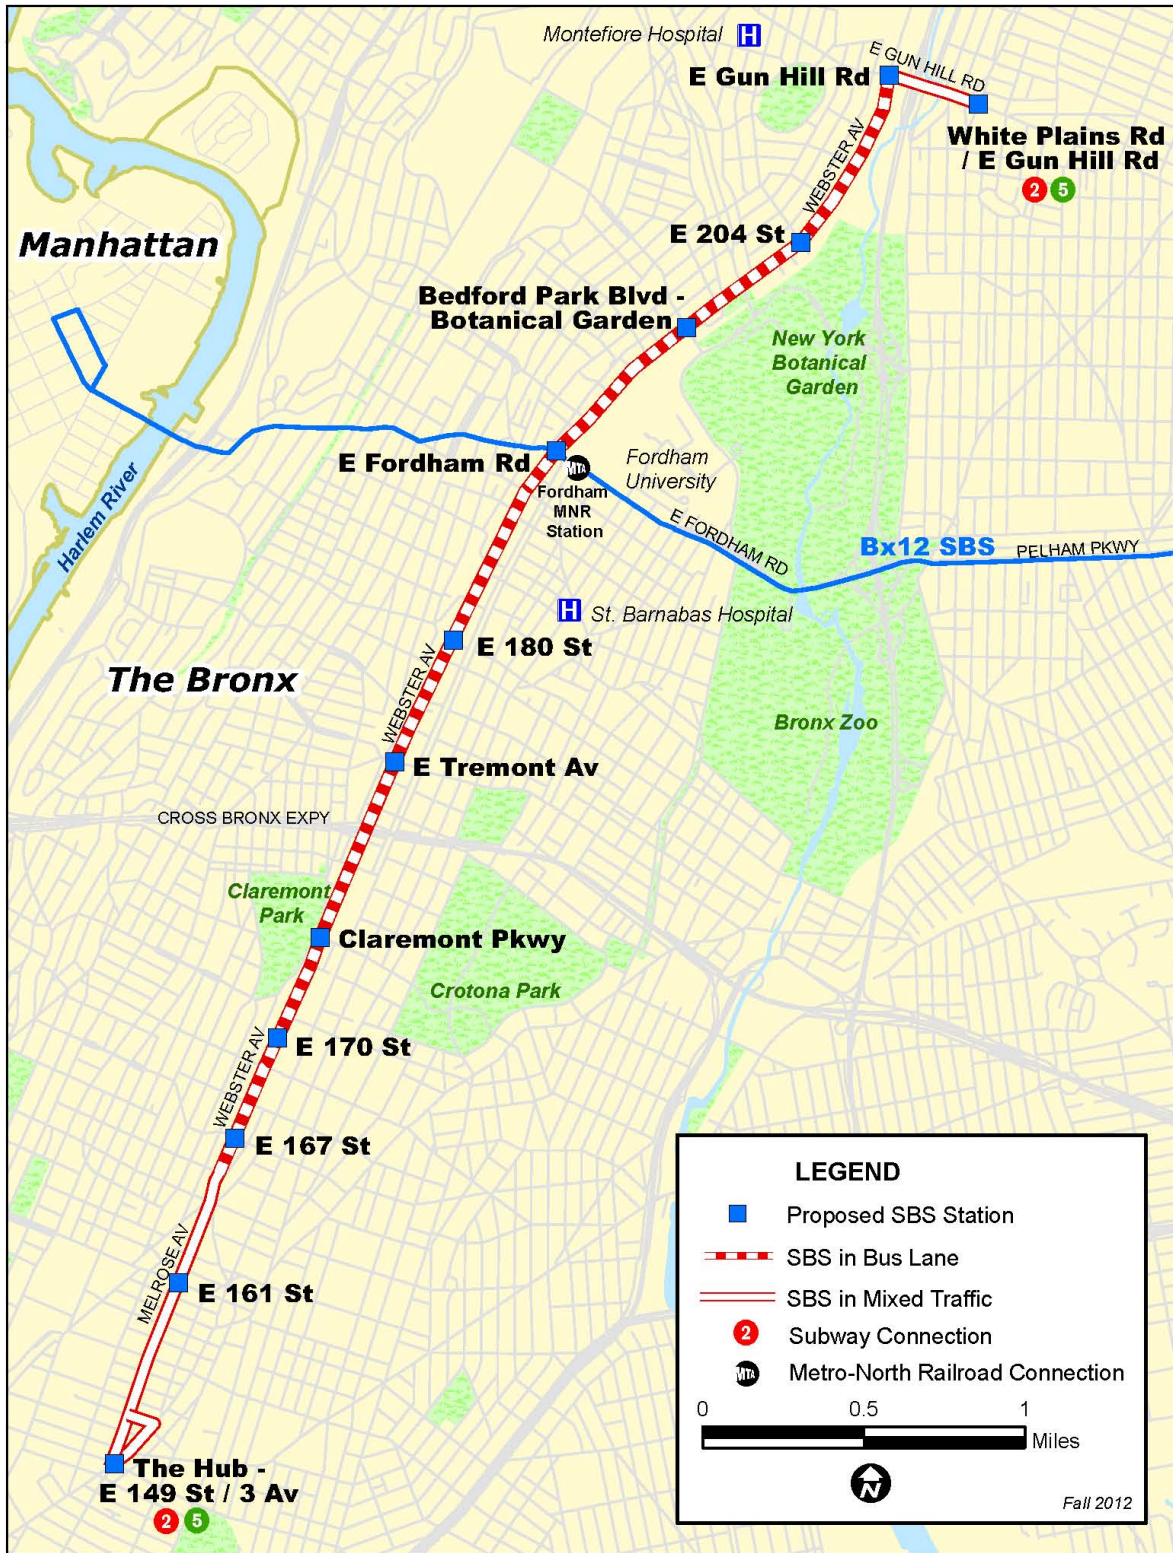 Montefiore Hospital H
E GUN HILL RD
E Gun Hill Rd
White Plains Rd
/ E Gun Hill Rd
2 5
WEBSTER AV
E 204 St
Manhattan
Bedford Park Blvd -
Botanical Garden
New York
Botanical
Garden
E Fordham Rd
MTA
Fordham
MNR
Station
Fordham
University
Harlem River
E FORDHAM RD
Bx12 SBS
PELHAM PKWY
H St. Barnabas Hospital
E 180 St
The Bronx
WEBSTER AV
Bronx Zoo
E Tremont Av
CROSS BRONX EXPY
Claremont
Park
Claremont Pkwy
Crotona Park
E 170 St
WEBSTER AV
E 167 St
MELROSE AV
E 161 St
The Hub -
E 149 St / 3 Av
2 5
LEGEND
Proposed SBS Station
SBS in Bus Lane
SBS in Mixed Traffic
2 Subway Connection
MTA Metro-North Railroad Connection
0 0.5 1
Miles
N
Fall 2012